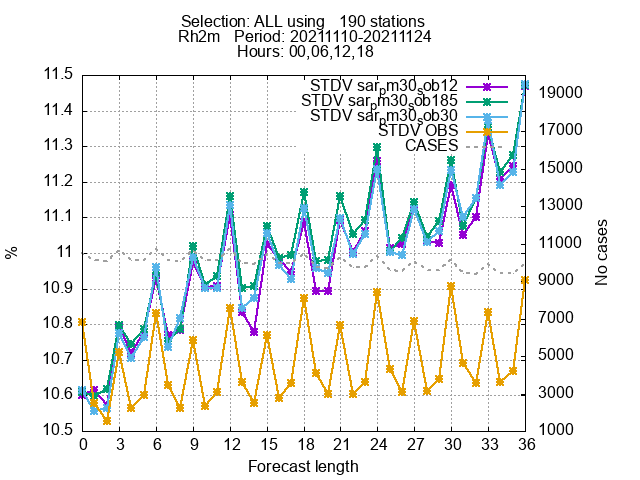 Selection: ALL using 190 stations
Rh2m Period: 20211110-20211124
Hours: 00,06,12,18
STDV sarpm30sob12
STDV sarpm30sob185
STDV sarpm30sob30
STDV OBS
CASES
11.5
11.4
11.3
11.2
11.1
11
10.9
10.8
10.7
10.6
10.5
%
19000
17000
15000
13000
11000
9000
7000
5000
3000
1000
No cases
0 3 6 9 12 15 18 21 24 27 30 33 36
Forecast length